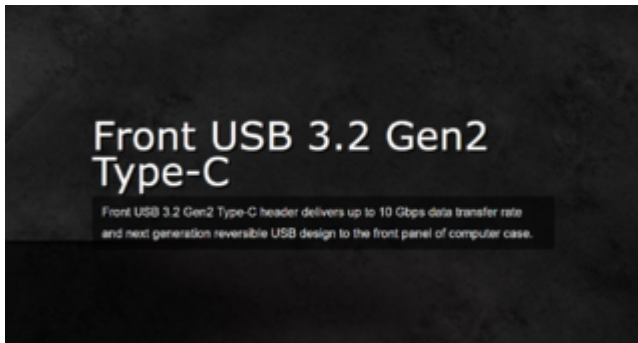 Front USB 3.2 Gen2
Type-C
Front USB 3.2 Gen2 Type-C header delivers up to 10 Gbps data transfer rate
and next generation reversible USB design to the front panel of computer case.